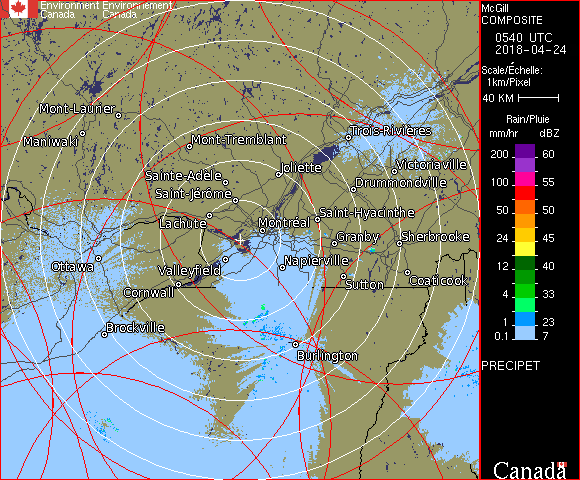 Environment Environnement
Canada Canada
McGill
COMPOSITE
0540 UTC
2018-04-24
Scale/Échelle:
1km/Pixel
40 KM
Rain/Pluie
mm/hr dBZ
200 60
100 55
50 50
24 45
12 40
4 33
1 23
0.1 7
PRECIPET
Canada
Mont-Laurier
Maniwaki
Mont-Tremblant
Trois-Rivières
Joliette
Victoriaville
Sainte-Adèle
Drummondville
Saint-Jérôme
Saint-Hyacinthe
Lachute
Montréal
Granby
Sherbrooke
Ottawa
Valleyfield
Napierville
Sutton
Coaticook
Cornwall
Brockville
Burlington